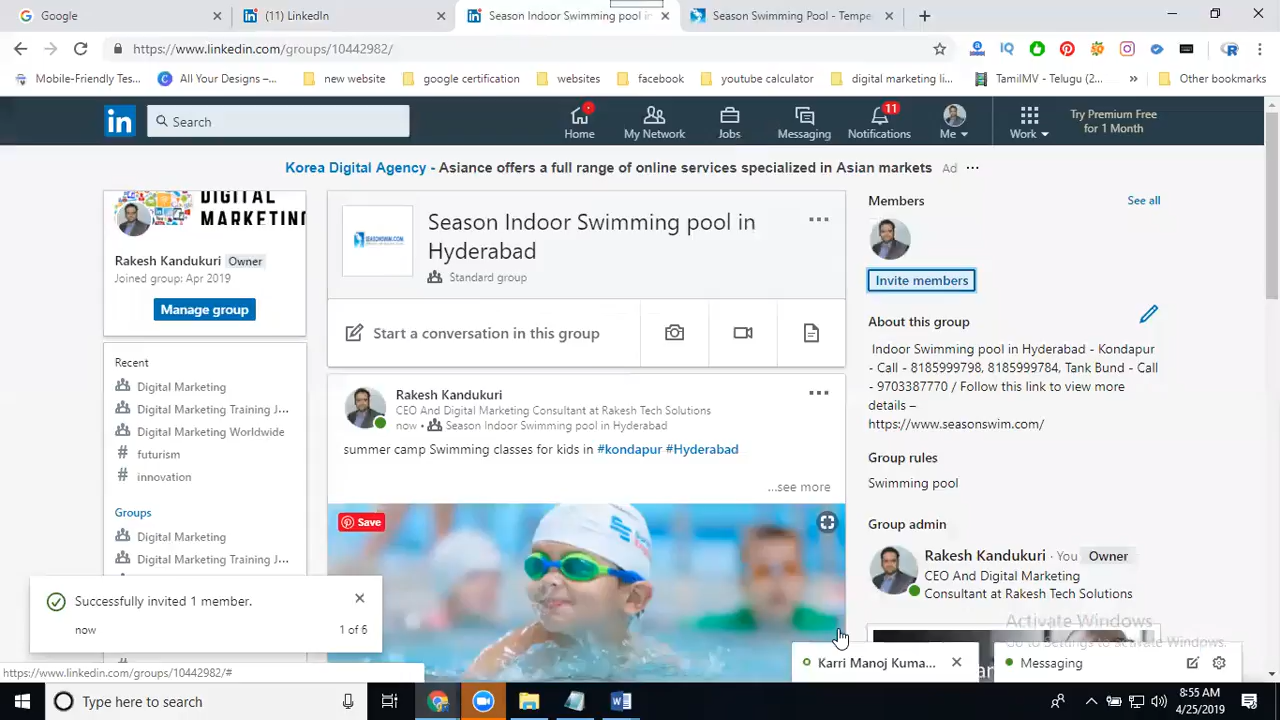 Google
(11) LinkedIn
Season Indoor Swimming pool in
Season Swimming Pool - Tempe
https://www.linkedin.com/groups/10442982/
Mobile-Friendly Tes...
All Your Designs –...
new website
google certification
websites
facebook
youtube calculator
digital marketing li...
TamilMV - Telugu (2...
Other bookmarks
in
Search
Home
My Network
Jobs
Messaging
11
Notifications
Me
Work
Try Premium Free
for 1 Month
Korea Digital Agency - Asiance offers a full range of online services specialized in Asian markets
Ad
DIGITAL
MARKETING
Rakesh Kandukuri Owner
Joined group: Apr 2019
Manage group
Recent
Digital Marketing
Digital Marketing Training J...
Digital Marketing Worldwide
# futurism
# innovation
Groups
Digital Marketing
Digital Marketing Training J...
SEASONSWIM.COM
Season Indoor Swimming pool in
Hyderabad
Standard group
Start a conversation in this group
Rakesh Kandukuri
CEO And Digital Marketing Consultant at Rakesh Tech Solutions
now • Season Indoor Swimming pool in Hyderabad
summer camp Swimming classes for kids in #kondapur #Hyderabad
...see more
Save
Members
See all
Invite members
About this group
Indoor Swimming pool in Hyderabad - Kondapur
- Call - 8185999798, 8185999784, Tank Bund - Call
- 9703387770 / Follow this link to view more
details –
https://www.seasonswim.com/
Group rules
Swimming pool
Group admin
Rakesh Kandukuri · You Owner
CEO And Digital Marketing
Consultant at Rakesh Tech Solutions
Activate Windows
Go to Settings to activate Windows.
Successfully invited 1 member.
now
1 of 6
https://www.linkedin.com/groups/10442982/#
Karri Manoj Kuma...
Messaging
Type here to search
8:55 AM
4/25/2019